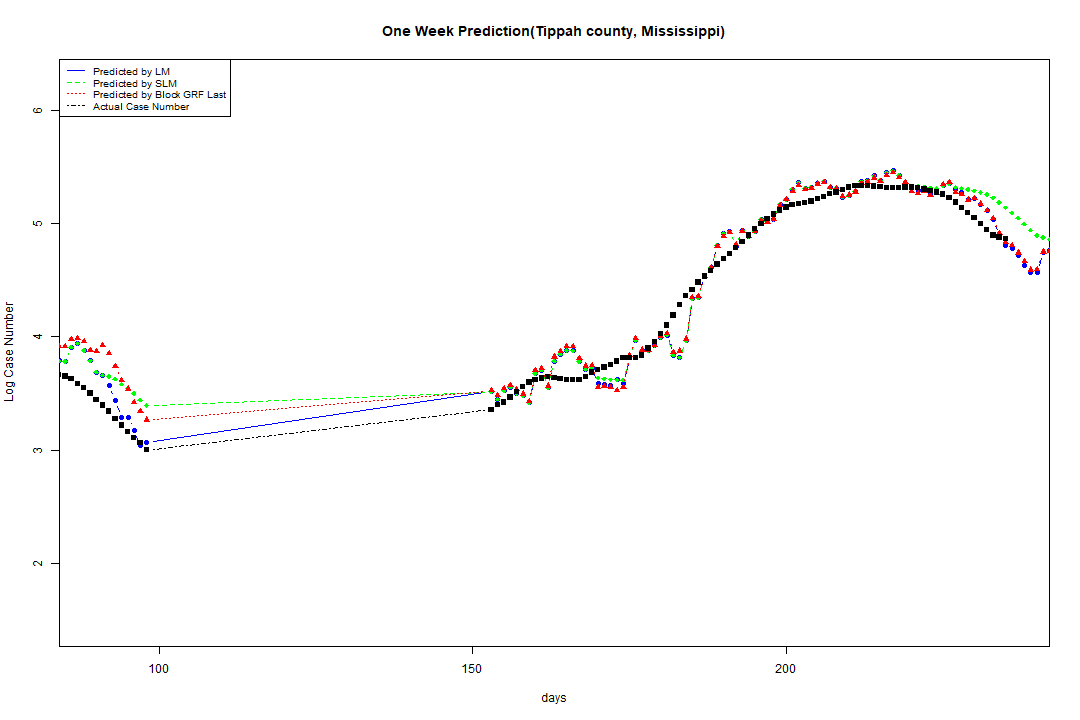 One Week Prediction(Tippah county, Mississippi)
Predicted by LM
Predicted by SLM
Predicted by Block GRF Last
Actual Case Number
6
5
4
3
2
Log Case Number
100 150 200
days